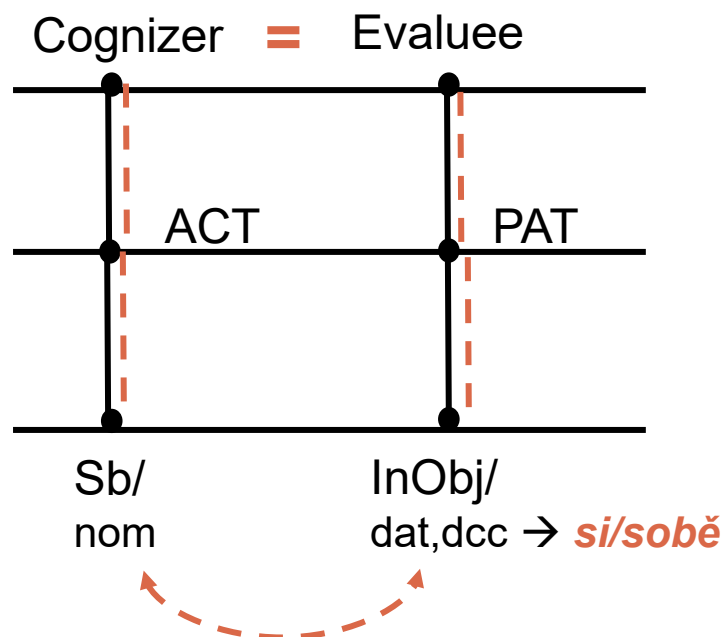 Cognizer = Evaluee
ACT PAT
Sb/ InObj/
nom dat,dcc → si/sobě